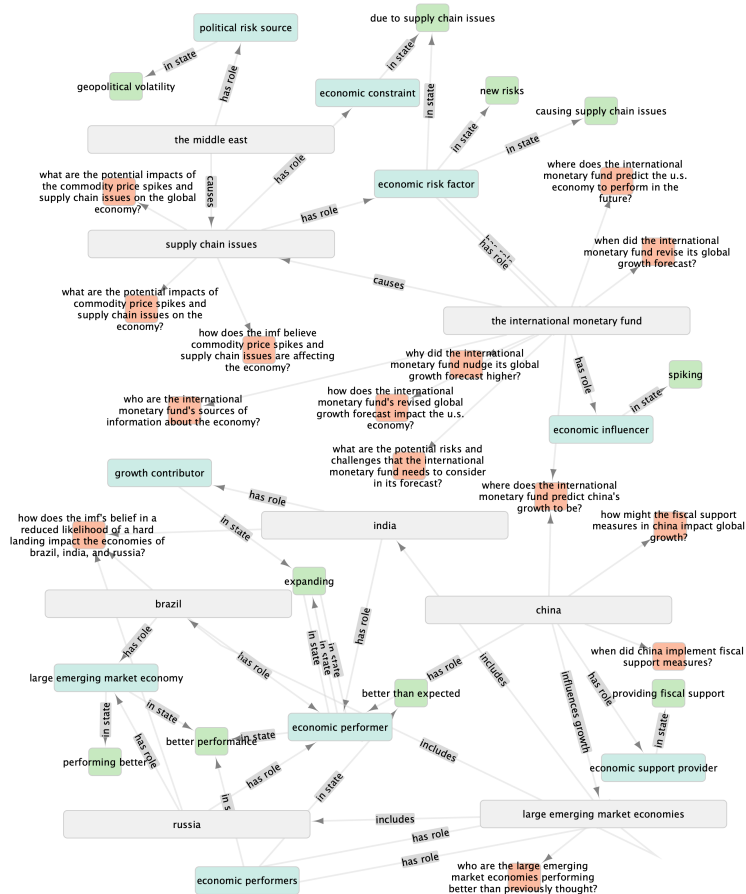 due to supply chain issues
political risk source
in state
in state
geopolitical volatility
has role
economic constraint
in state
new risks
causing supply chain issues
in state
in state
the middle east
has role
where does the international
monetary fund predict the u.s.
economy to perform in the
future?
what are the potential impacts of
the commodity price spikes and
supply chain issues on the global
economy?
causes
economic risk factor
has role
supply chain issues
has role
when did the international
monetary fund revise its global
growth forecast?
causes
what are the potential impacts of
commodity price spikes and
supply chain issues on the
economy?
the international monetary fund
how does the imf believe
commodity price spikes and
supply chain issues are affecting
the economy?
why did the international
monetary fund nudge its global
growth forecast higher?
has role
spiking
in state
who are the international
monetary fund's sources of
information about the economy?
how does the international
monetary fund's revised global
growth forecast impact the u.s.
economy?
economic influencer
what are the potential risks and
challenges that the international
monetary fund needs to consider
in its forecast?
growth contributor
where does the international
monetary fund predict china's
growth to be?
has role
how does the imf's belief in a
reduced likelihood of a hard
landing impact the economies of
brazil, india, and russia?
in state
india
how might the fiscal support
measures in china impact global
growth?
expanding
brazil
china
has role
has role
in state
in state
in state
has role
includes
has role
when did china implement fiscal
support measures?
large emerging market economy
better than expected
has role
providing fiscal support
in state
in state
better performance
in state
economic performer
influences growth
in state
has role
includes
performing better
has role
in state
economic support provider
russia
includes
large emerging market economies
has role
has role
economic performers
who are the large emerging
market economies performing
better than previously thought?